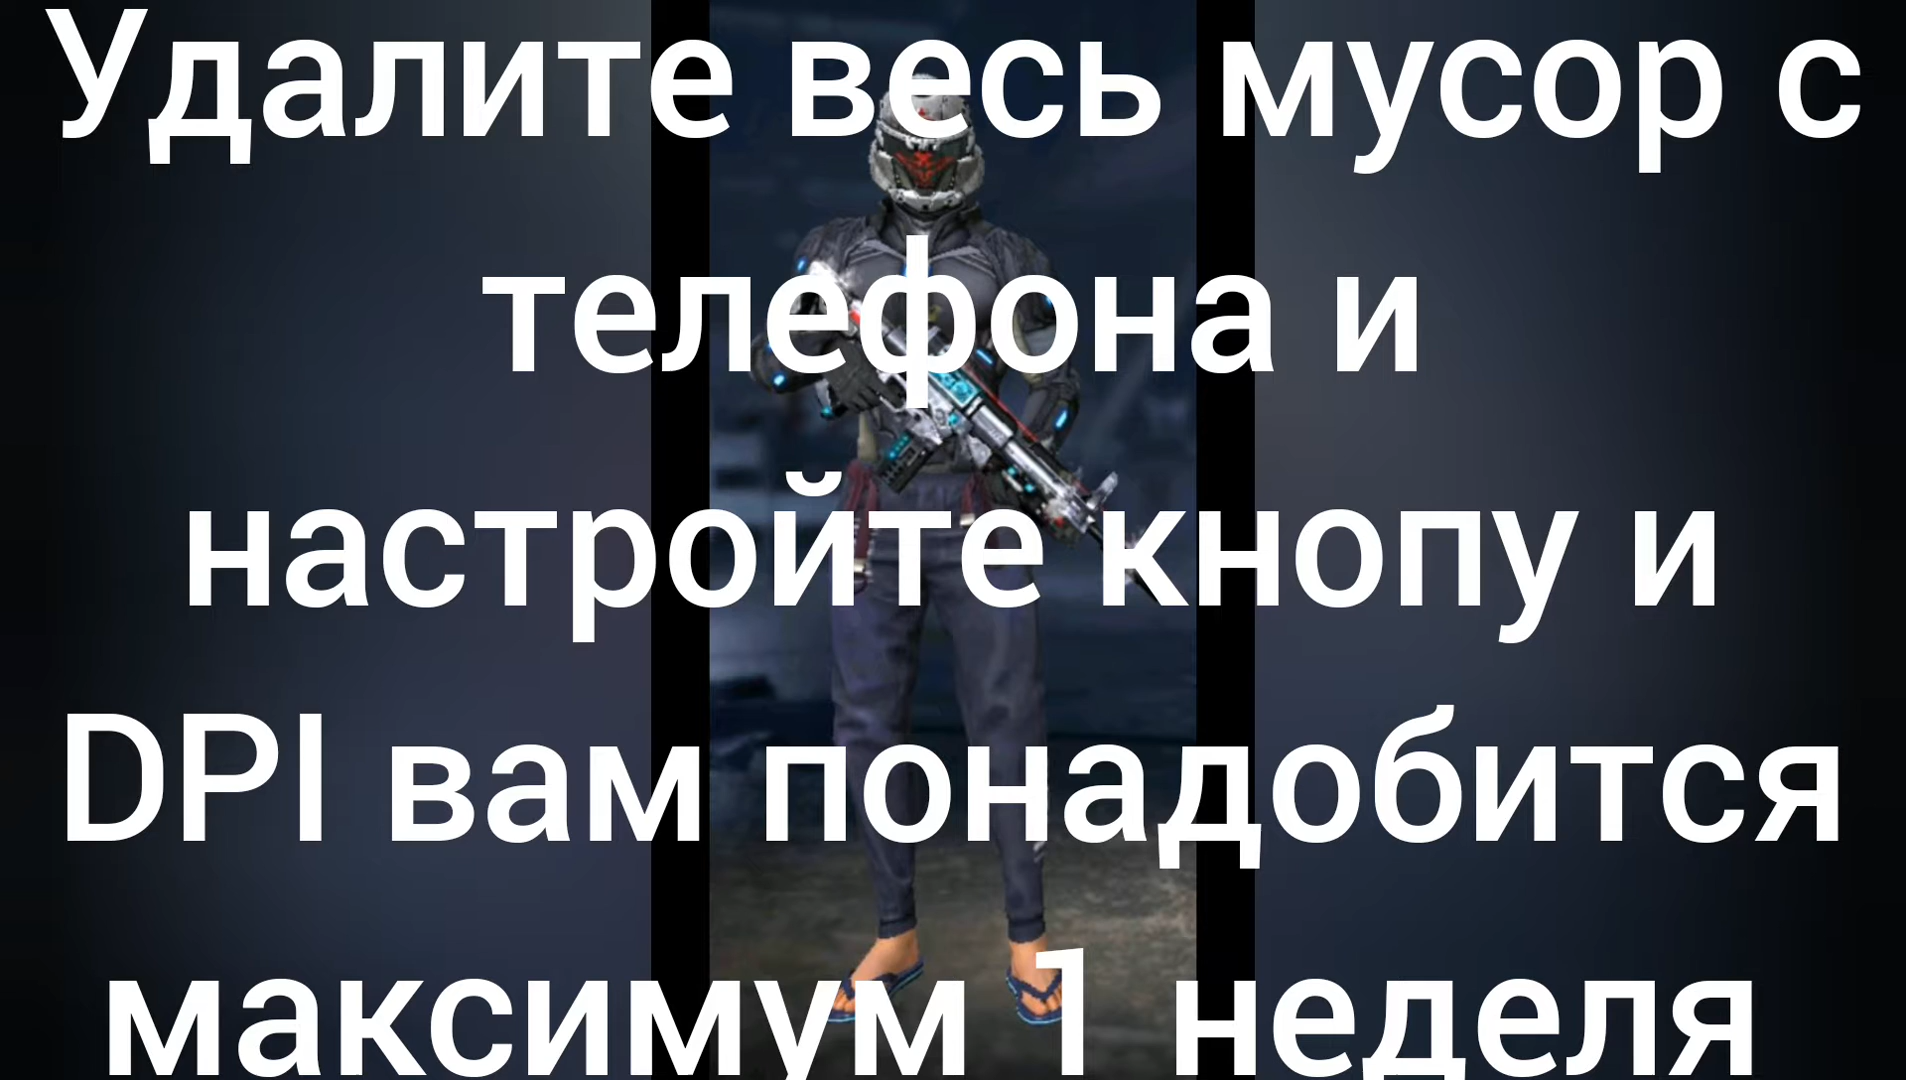 Удалите весь мусор с
телефона и
настройте кнопу и
DPI вам понадобится
максимум 1 неделя